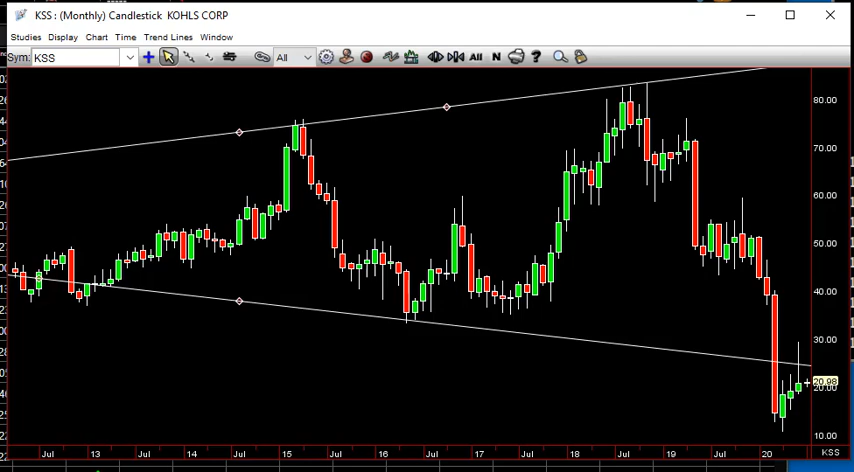 KSS : (Monthly) Candlestick KOHLS CORP
Studies Display Chart Time Trend Lines Window
Sym: KSS All All N ?
80.00
70.00
60.00
50.00
40.00
30.00
20.98
20.00
10.00
Jul 13 Jul 14 Jul 15 Jul 16 Jul 17 Jul 18 Jul 19 Jul 20 KSS